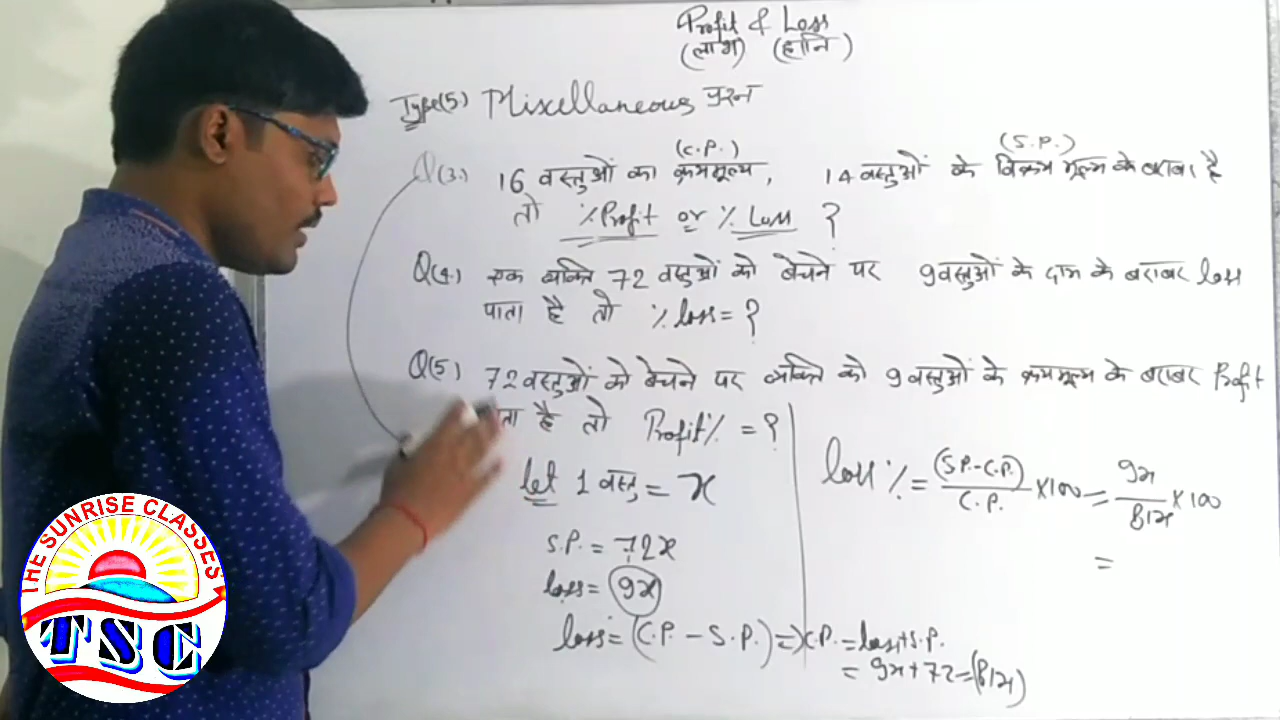 Profit & Loss
(लाभ) (हानि)
Type(5.) Miscellaneous प्रश्न
(C.P.) (S.P.)
Q(3.) 16 वस्तुओं का क्रयमूल्य, 14 वस्तुओं के विक्रय मूल्य के बराबर है
तो % Profit or % Loss ?
Q(4.) एक व्यक्ति 72 वस्तुओं को बेचने पर 9 वस्तुओं के दाम के बराबर loss
पाता है तो % loss = ?
Q(5) 72 वस्तुओं को बेचने पर व्यक्ति को 9 वस्तुओं के क्रयमूल्य के बराबर Profit
है तो Profit% = ?
let 1 वस्तु = x
S.P. = 72x
loss = 9x
loss = (C.P. - S.P.) => C.P. = loss + S.P.
= 9x + 72 = (81x)
loss % = (S.P.-C.P.)/C.P. × 100 = 9x/81x × 100
=
THE SUNRISE CLASSES
TSC